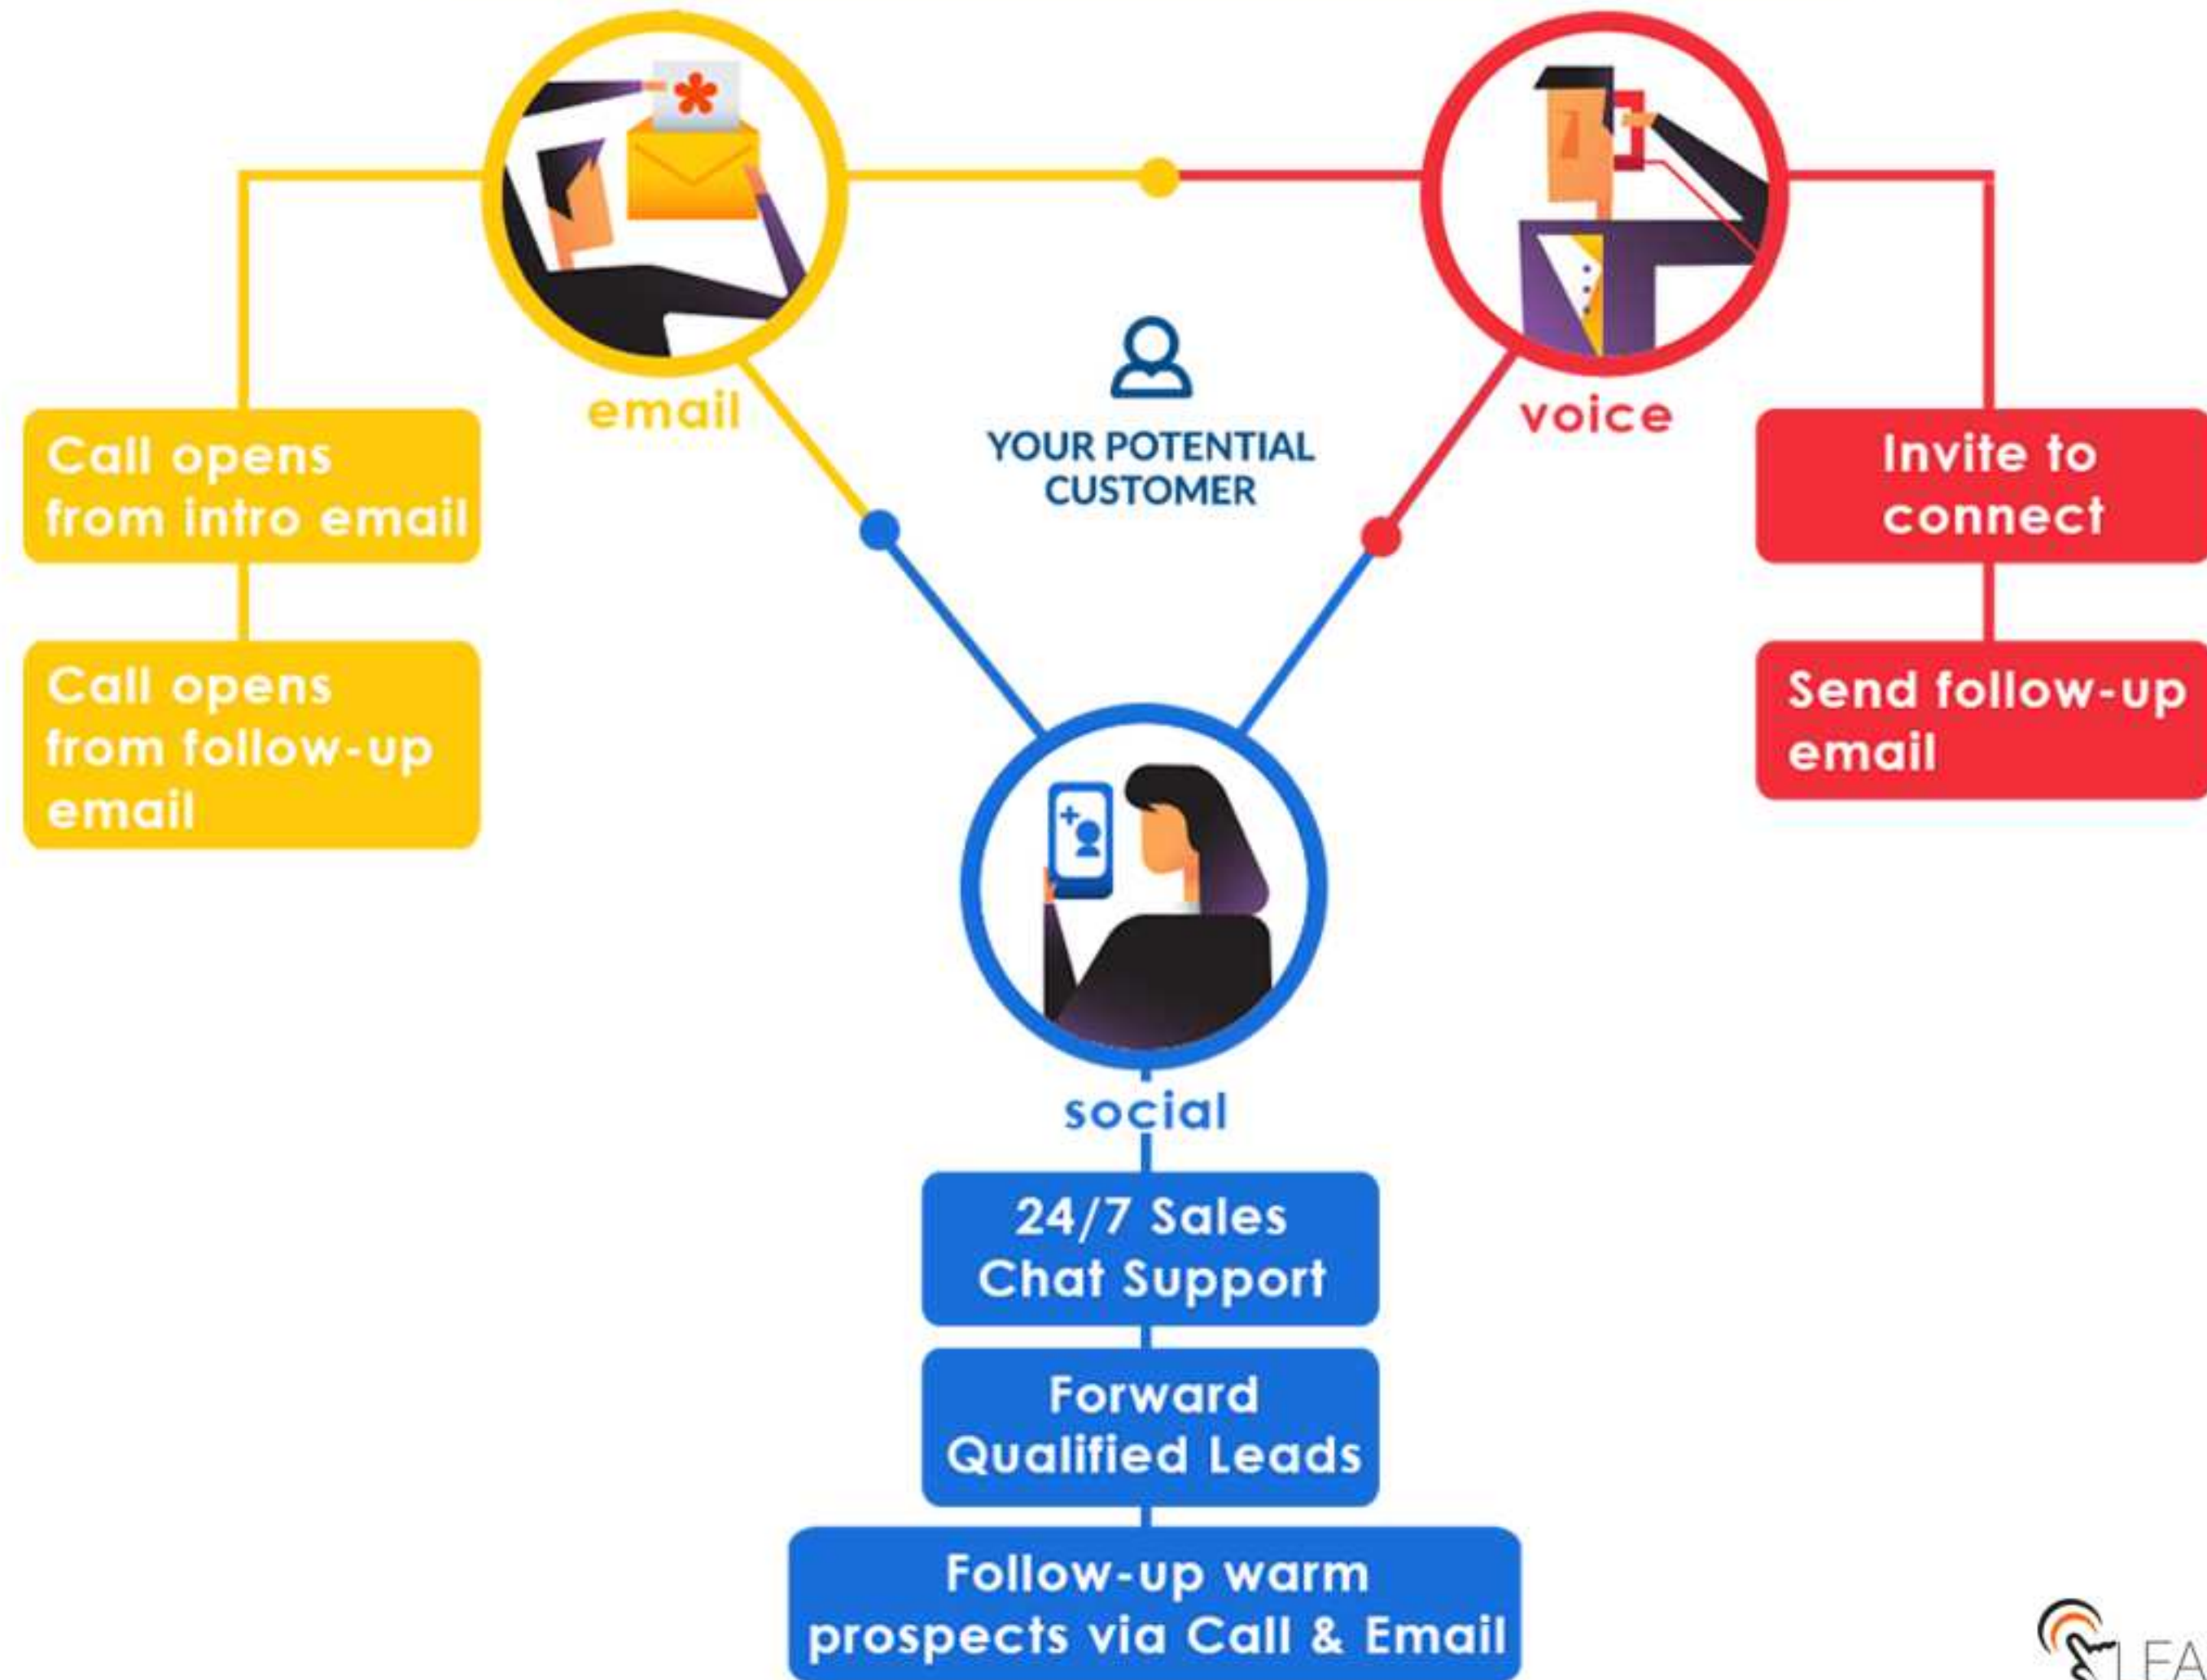 email
voice
YOUR POTENTIAL
CUSTOMER
Call opens
from intro email
Call opens
from follow-up
email
Invite to
connect
Send follow-up
email
social
24/7 Sales
Chat Support
Forward
Qualified Leads
Follow-up warm
prospects via Call & Email